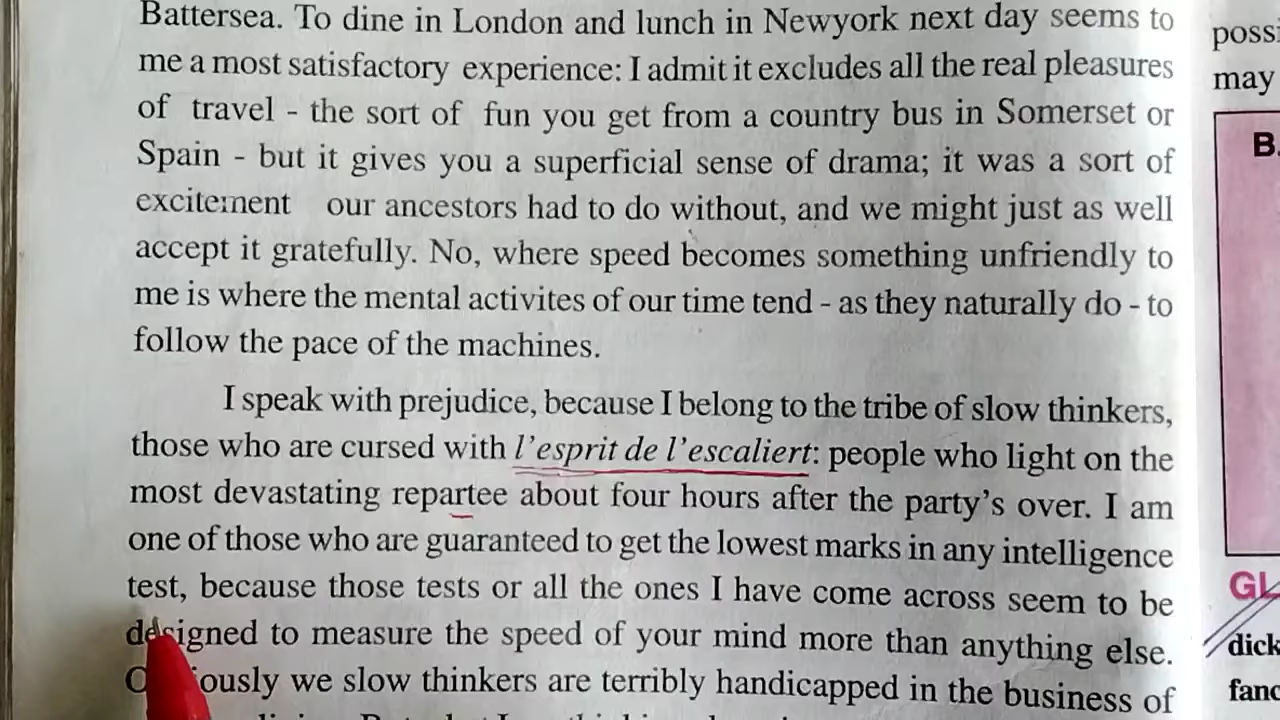 Battersea. To dine in London and lunch in Newyork next day seems to
me a most satisfactory experience: I admit it excludes all the real pleasures
of travel - the sort of fun you get from a country bus in Somerset or
Spain - but it gives you a superficial sense of drama; it was a sort of
excitement our ancestors had to do without, and we might just as well
accept it gratefully. No, where speed becomes something unfriendly to
me is where the mental activites of our time tend - as they naturally do - to
follow the pace of the machines.
I speak with prejudice, because I belong to the tribe of slow thinkers,
those who are cursed with l'esprit de l'escaliert: people who light on the
most devastating repartee about four hours after the party's over. I am
one of those who are guaranteed to get the lowest marks in any intelligence
test, because those tests or all the ones I have come across seem to be
designed to measure the speed of your mind more than anything else.
we slow thinkers are terribly handicapped in the business of
may
B.